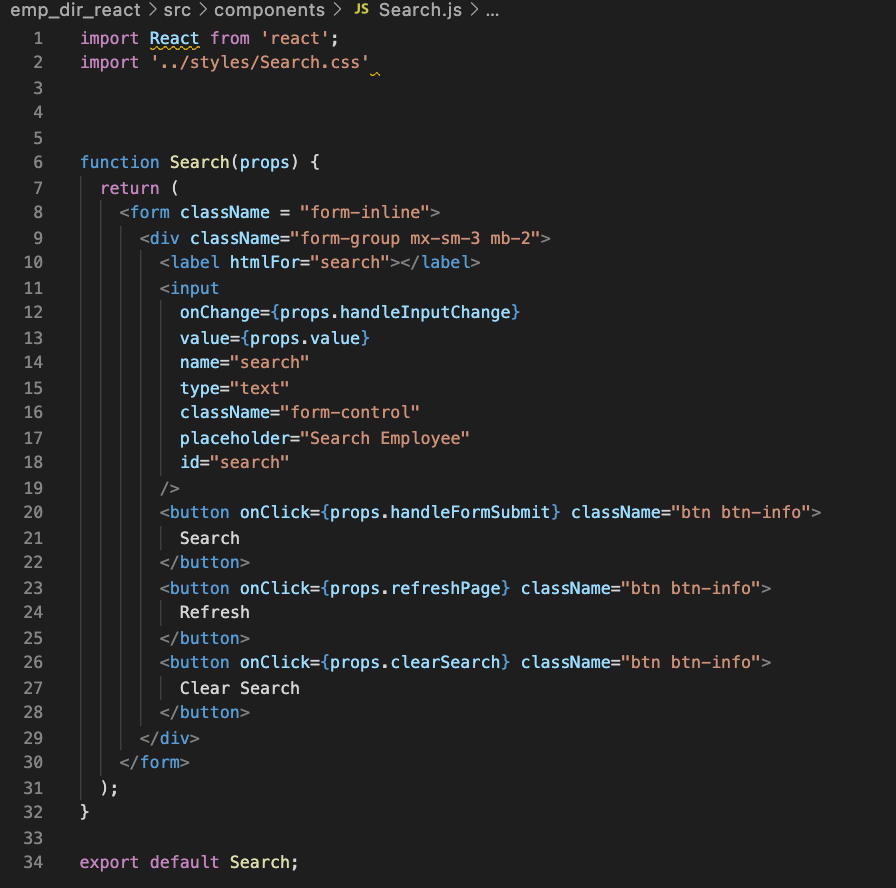 emp_dir_react > src > components > JS Search.js > ...
1 import React from 'react';
2 import '../styles/Search.css'
3
4
5
6 function Search(props) {
7 return (
8 <form className = "form-inline">
9 <div className="form-group mx-sm-3 mb-2">
10 <label htmlFor="search"></label>
11 <input
12 onChange={props.handleInputChange}
13 value={props.value}
14 name="search"
15 type="text"
16 className="form-control"
17 placeholder="Search Employee"
18 id="search"
19 />
20 <button onClick={props.handleFormSubmit} className="btn btn-info">
21 Search
22 </button>
23 <button onClick={props.refreshPage} className="btn btn-info">
24 Refresh
25 </button>
26 <button onClick={props.clearSearch} className="btn btn-info">
27 Clear Search
28 </button>
29 </div>
30 </form>
31 );
32 }
33
34 export default Search;